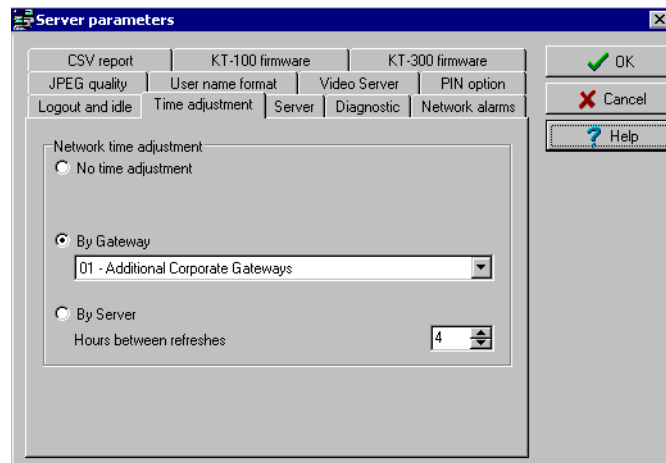 Server parameters
CSV report KT-100 firmware KT-300 firmware
JPEG quality User name format Video Server PIN option
Logout and idle Time adjustment Server Diagnostic Network alarms
OK
Cancel
? Help
Network time adjustment
No time adjustment
By Gateway
01 - Additional Corporate Gateways
By Server
Hours between refreshes 4